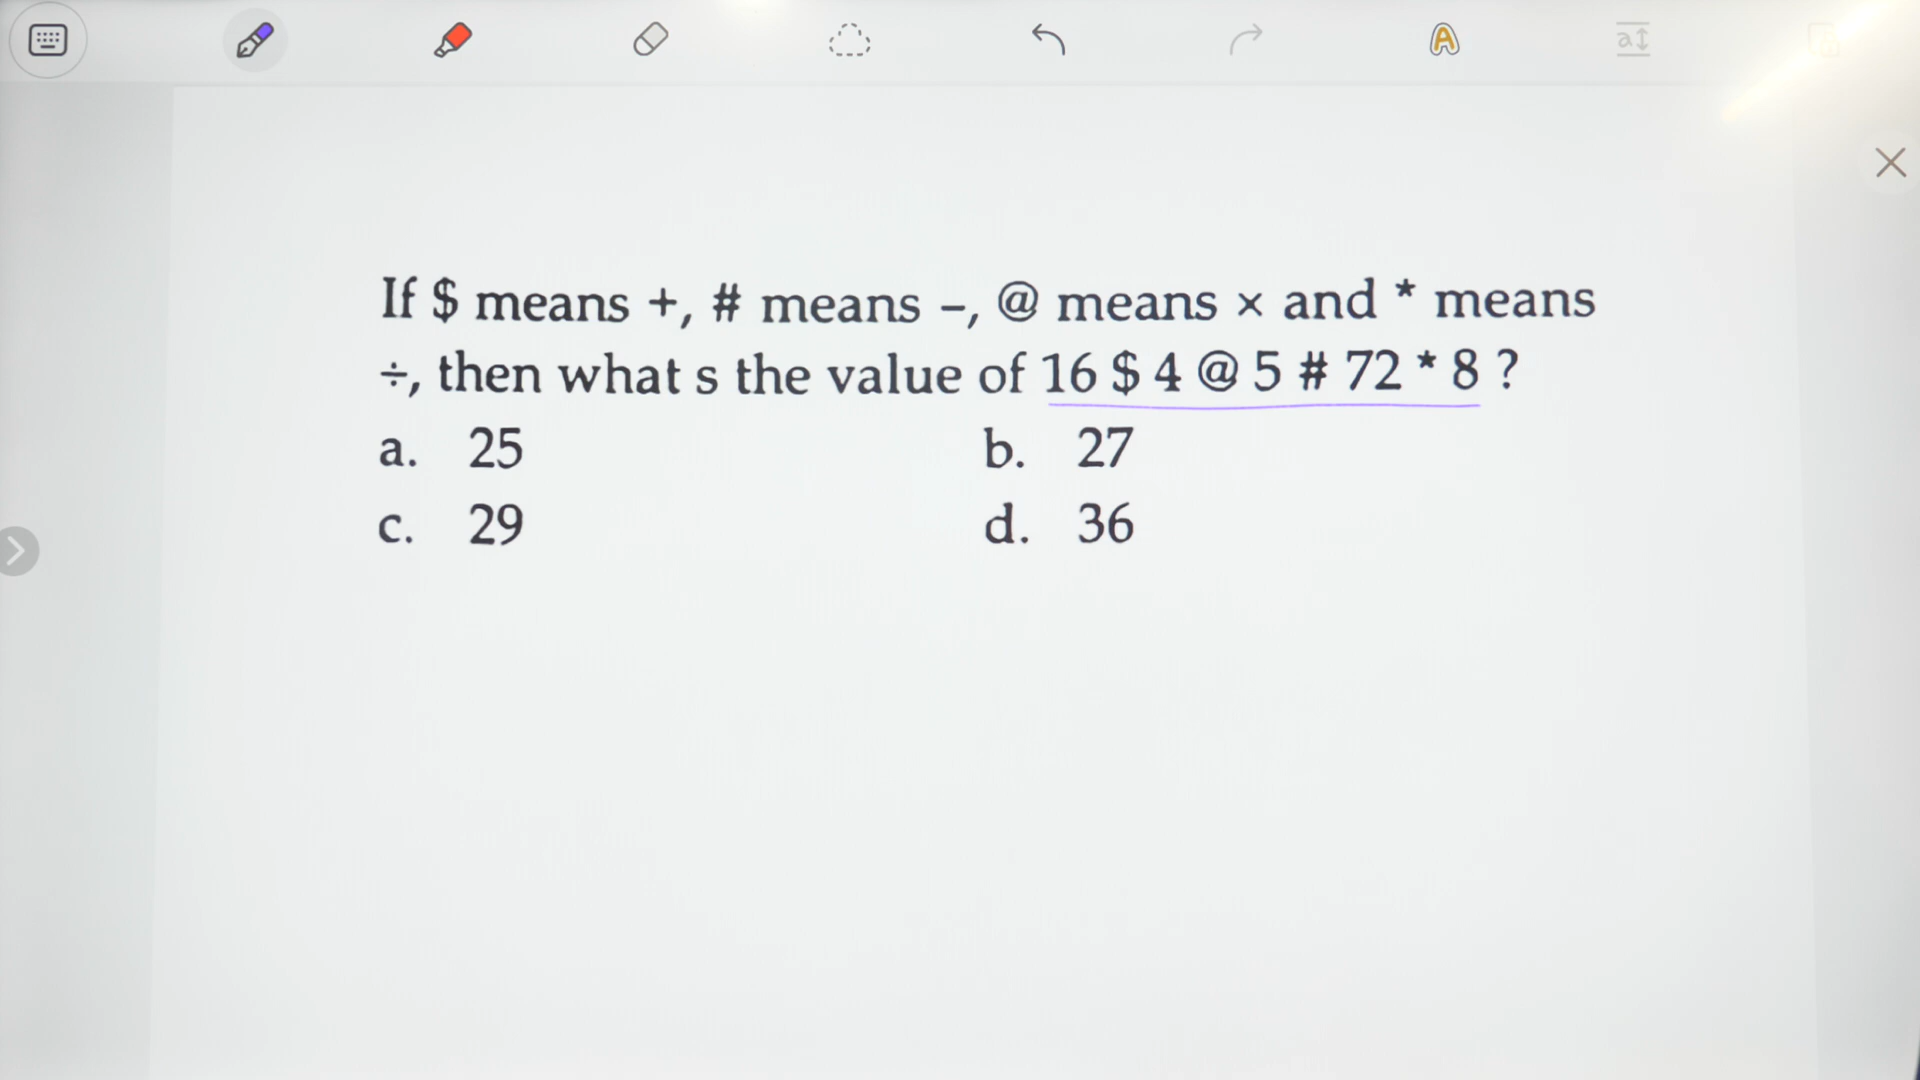 If $ means +, # means –, @ means × and * means
÷, then what s the value of 16 $ 4 @ 5 # 72 * 8 ?
a. 25 b. 27
c. 29 d. 36